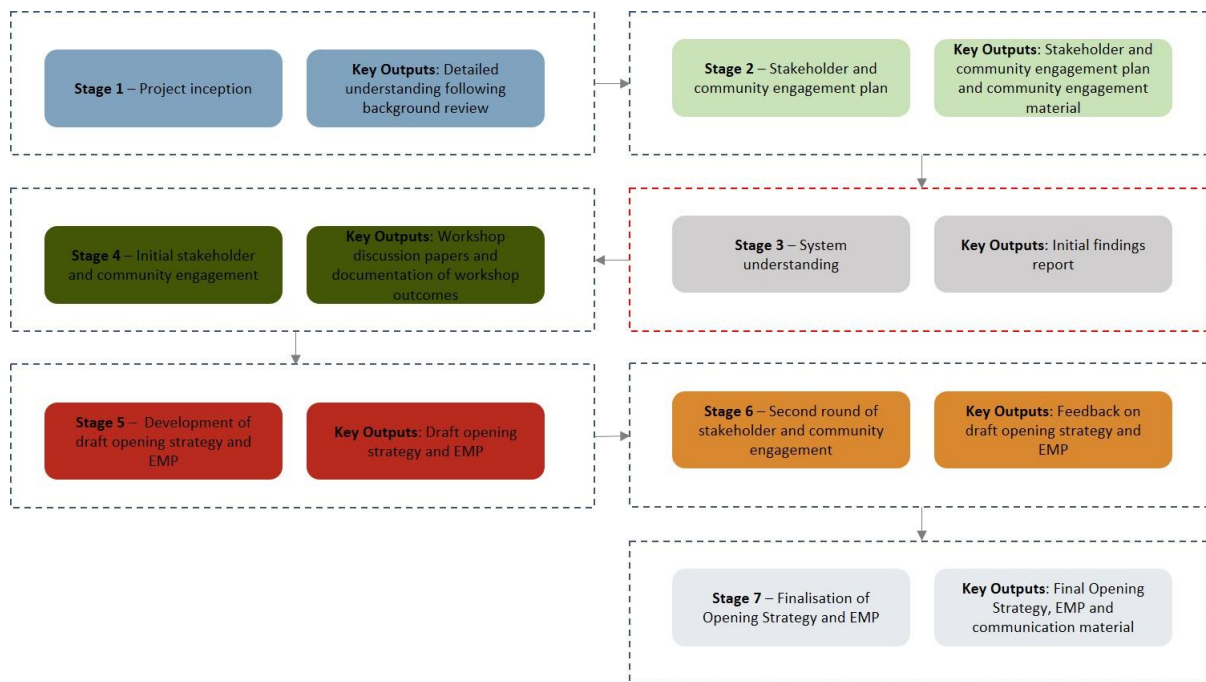 Stage 1 – Project inception
Key Outputs: Detailed
understanding following
background review
Stage 2 – Stakeholder and
community engagement plan
Key Outputs: Stakeholder and
community engagement plan
and community engagement
material
Stage 3 – System
understanding
Key Outputs: Initial findings
report
Stage 4 – Initial stakeholder
and community engagement
Key Outputs: Workshop
discussion papers and
documentation of workshop
outcomes
Stage 5 – Development of
draft opening strategy and
EMP
Key Outputs: Draft opening
strategy and EMP
Stage 6 – Second round of
stakeholder and community
engagement
Key Outputs: Feedback on
draft opening strategy and
EMP
Stage 7 – Finalisation of
Opening Strategy and EMP
Key Outputs: Final Opening
Strategy, EMP and
communication material